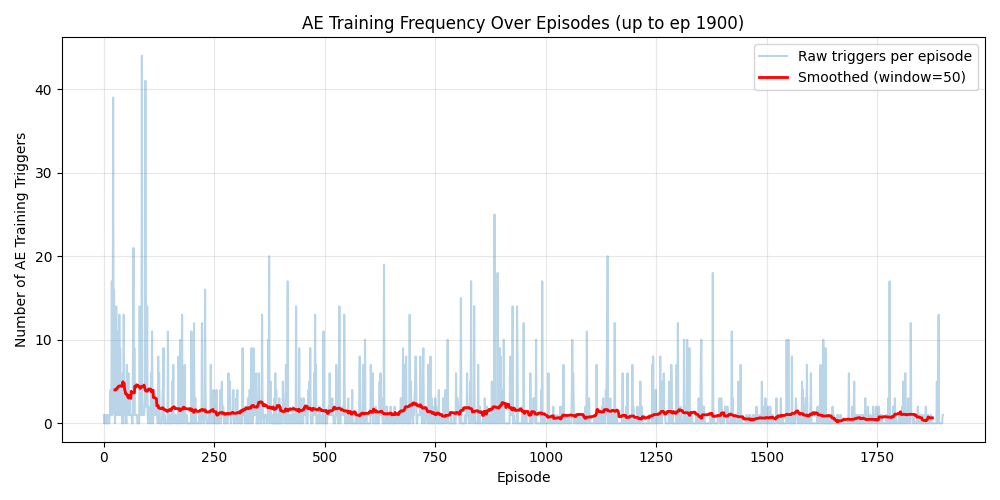 AE Training Frequency Over Episodes (up to ep 1900)
Raw triggers per episode
Smoothed (window=50)
Number of AE Training Triggers
40
30
20
10
0
0 250 500 750 1000 1250 1500 1750
Episode